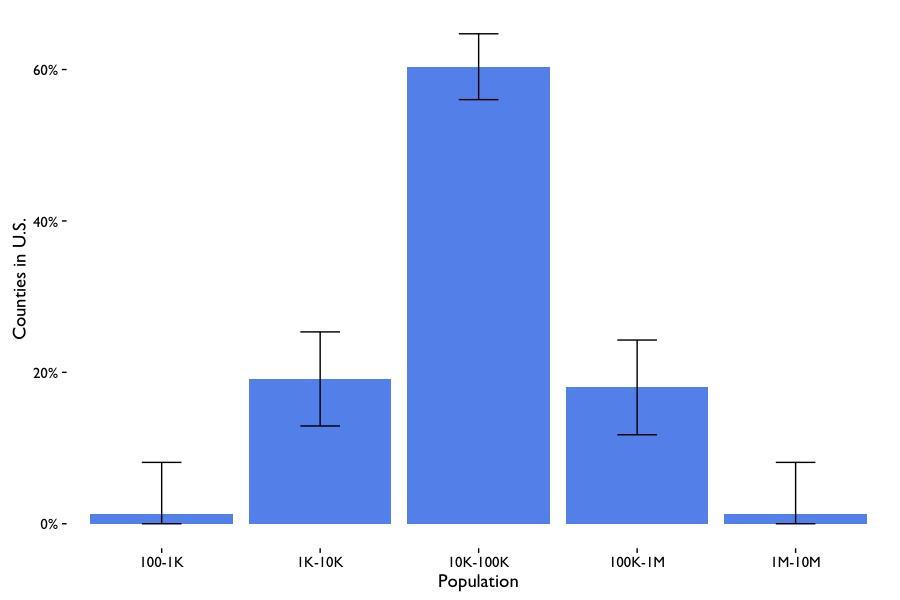 60%
40%
20%
0%
Counties in U.S.
100-1K
1K-10K
10K-100K
100K-1M
1M-10M
Population